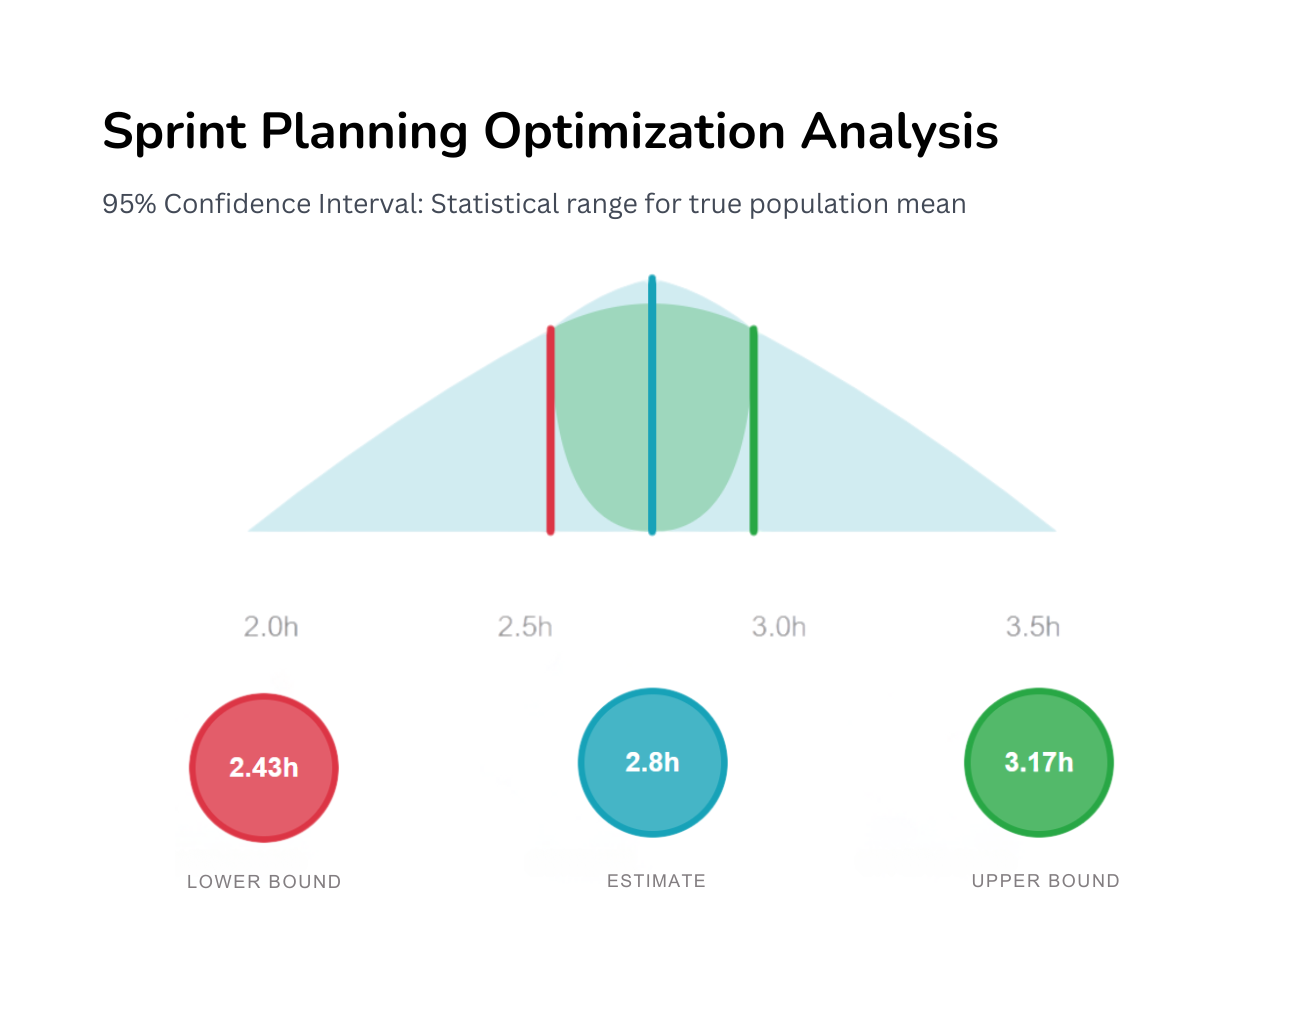 Sprint Planning Optimization Analysis
95% Confidence Interval: Statistical range for true population mean
2.0h 2.5h 3.0h 3.5h
2.43h 2.8h 3.17h
LOWER BOUND ESTIMATE UPPER BOUND